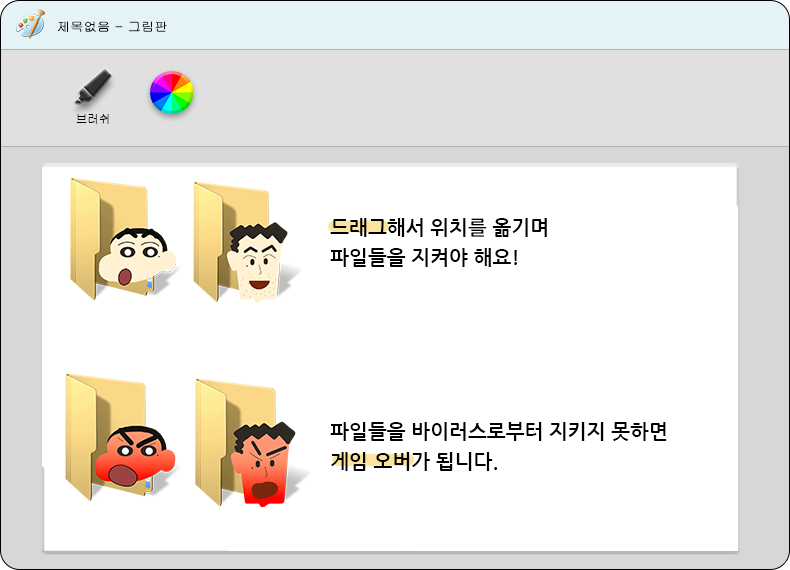 제목없음 - 그림판
브러쉬
드래그해서 위치를 옮기며
파일들을 지켜야 해요!
파일들을 바이러스로부터 지키지 못하면
게임 오버가 됩니다.